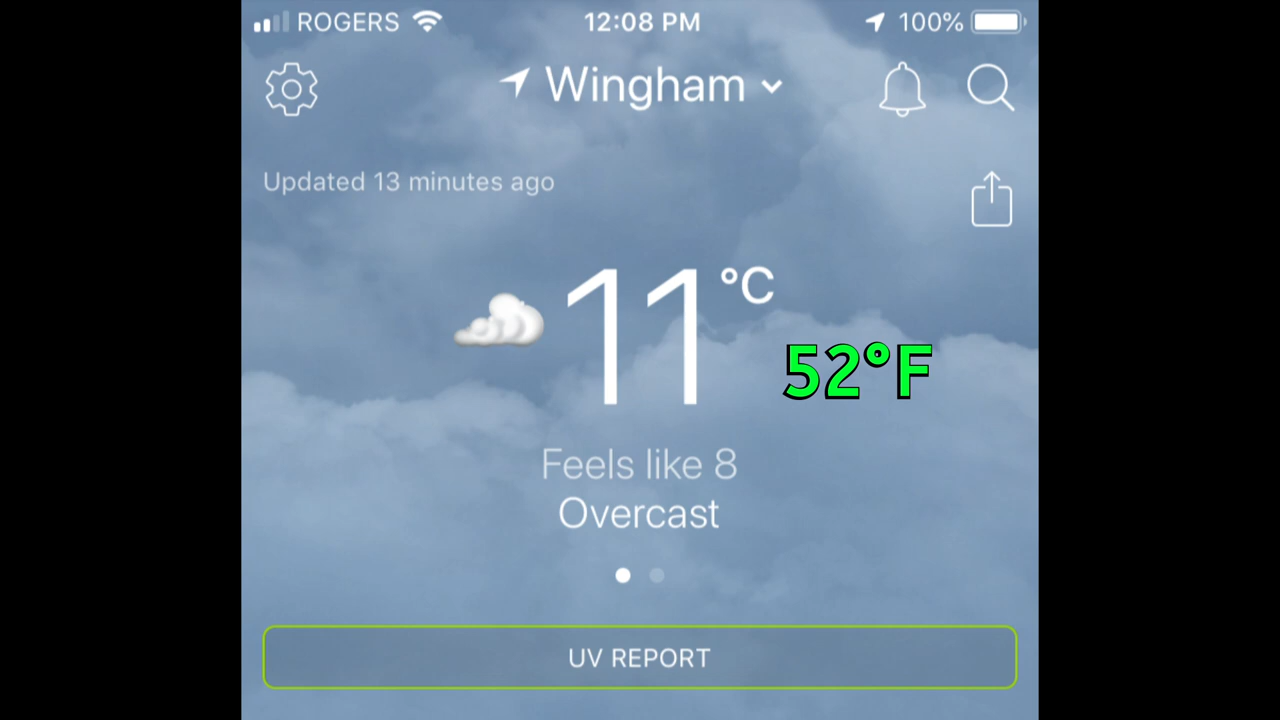 ROGERS 12:08 PM 100%
Wingham
Updated 13 minutes ago
11°C
52°F
Feels like 8
Overcast
UV REPORT